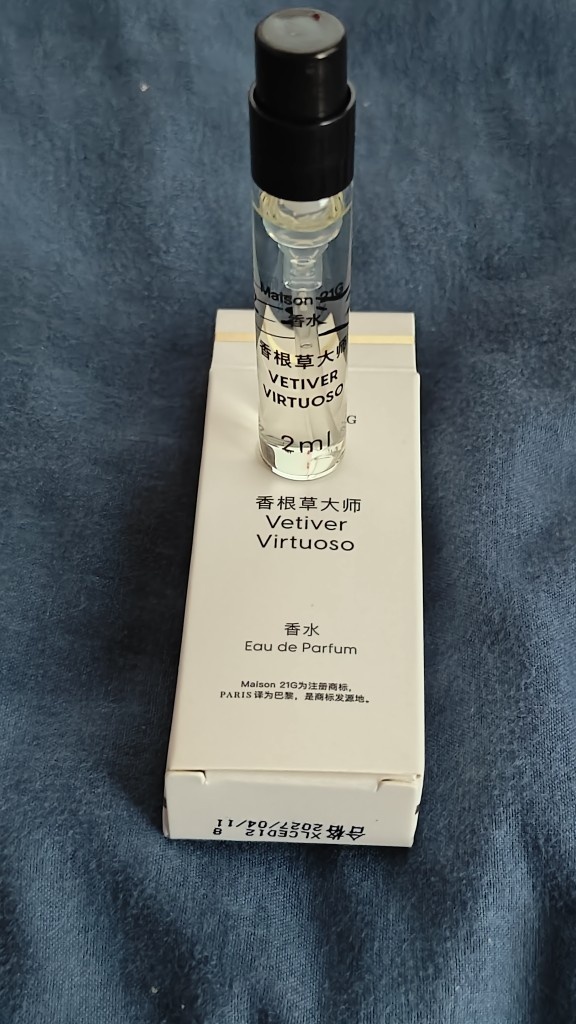 Maison 21G
香水
香根草大师
VETIVER
VIRTUOSO
2ml
G
香根草大师
Vetiver
Virtuoso
香水
Eau de Parfum
Maison 21G为注册商标,
PARIS译为巴黎, 是商标发源地。
合格 XLCED12
2027/04/11
8